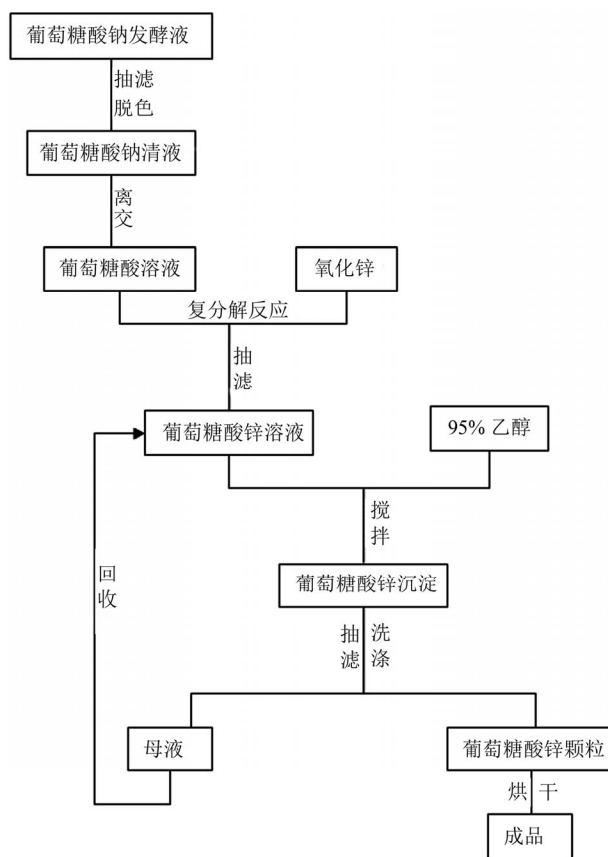 葡萄糖酸钠发酵液
抽滤
脱色
葡萄糖酸钠清液
离
交
葡萄糖酸溶液
氧化锌
复分解反应
抽
滤
葡萄糖酸锌溶液
95% 乙醇
搅
拌
回
收
葡萄糖酸锌沉淀
抽 洗
滤 涤
母液
葡萄糖酸锌颗粒
烘 干
成品